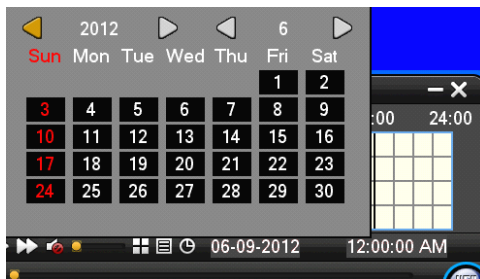 2012 6
Sun Mon Tue Wed Thu Fri Sat
1 2
3 4 5 6 7 8 9
:00 24:00
10 11 12 13 14 15 16
17 18 19 20 21 22 23
24 25 26 27 28 29 30
06-09-2012 12:00:00 AM